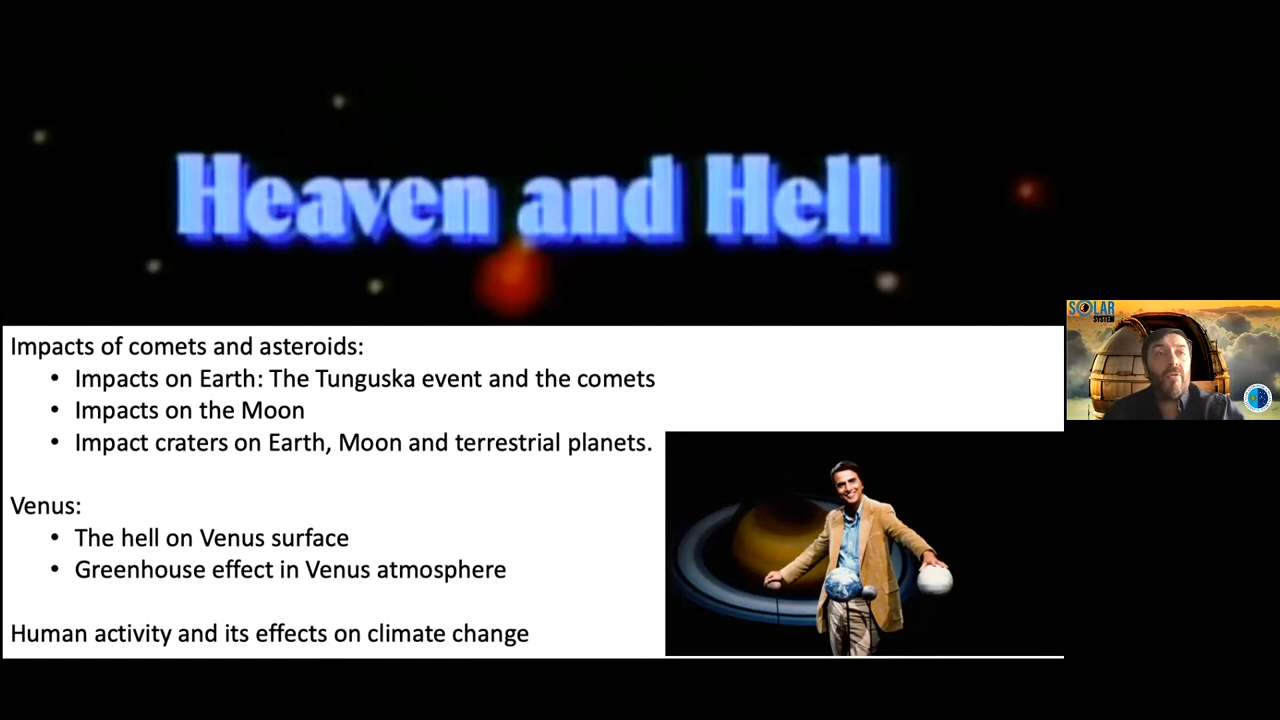 Heaven and Hell
Impacts of comets and asteroids:
• Impacts on Earth: The Tunguska event and the comets
• Impacts on the Moon
• Impact craters on Earth, Moon and terrestrial planets.
Venus:
• The hell on Venus surface
• Greenhouse effect in Venus atmosphere
Human activity and its effects on climate change
SOLAR
SYSTEM